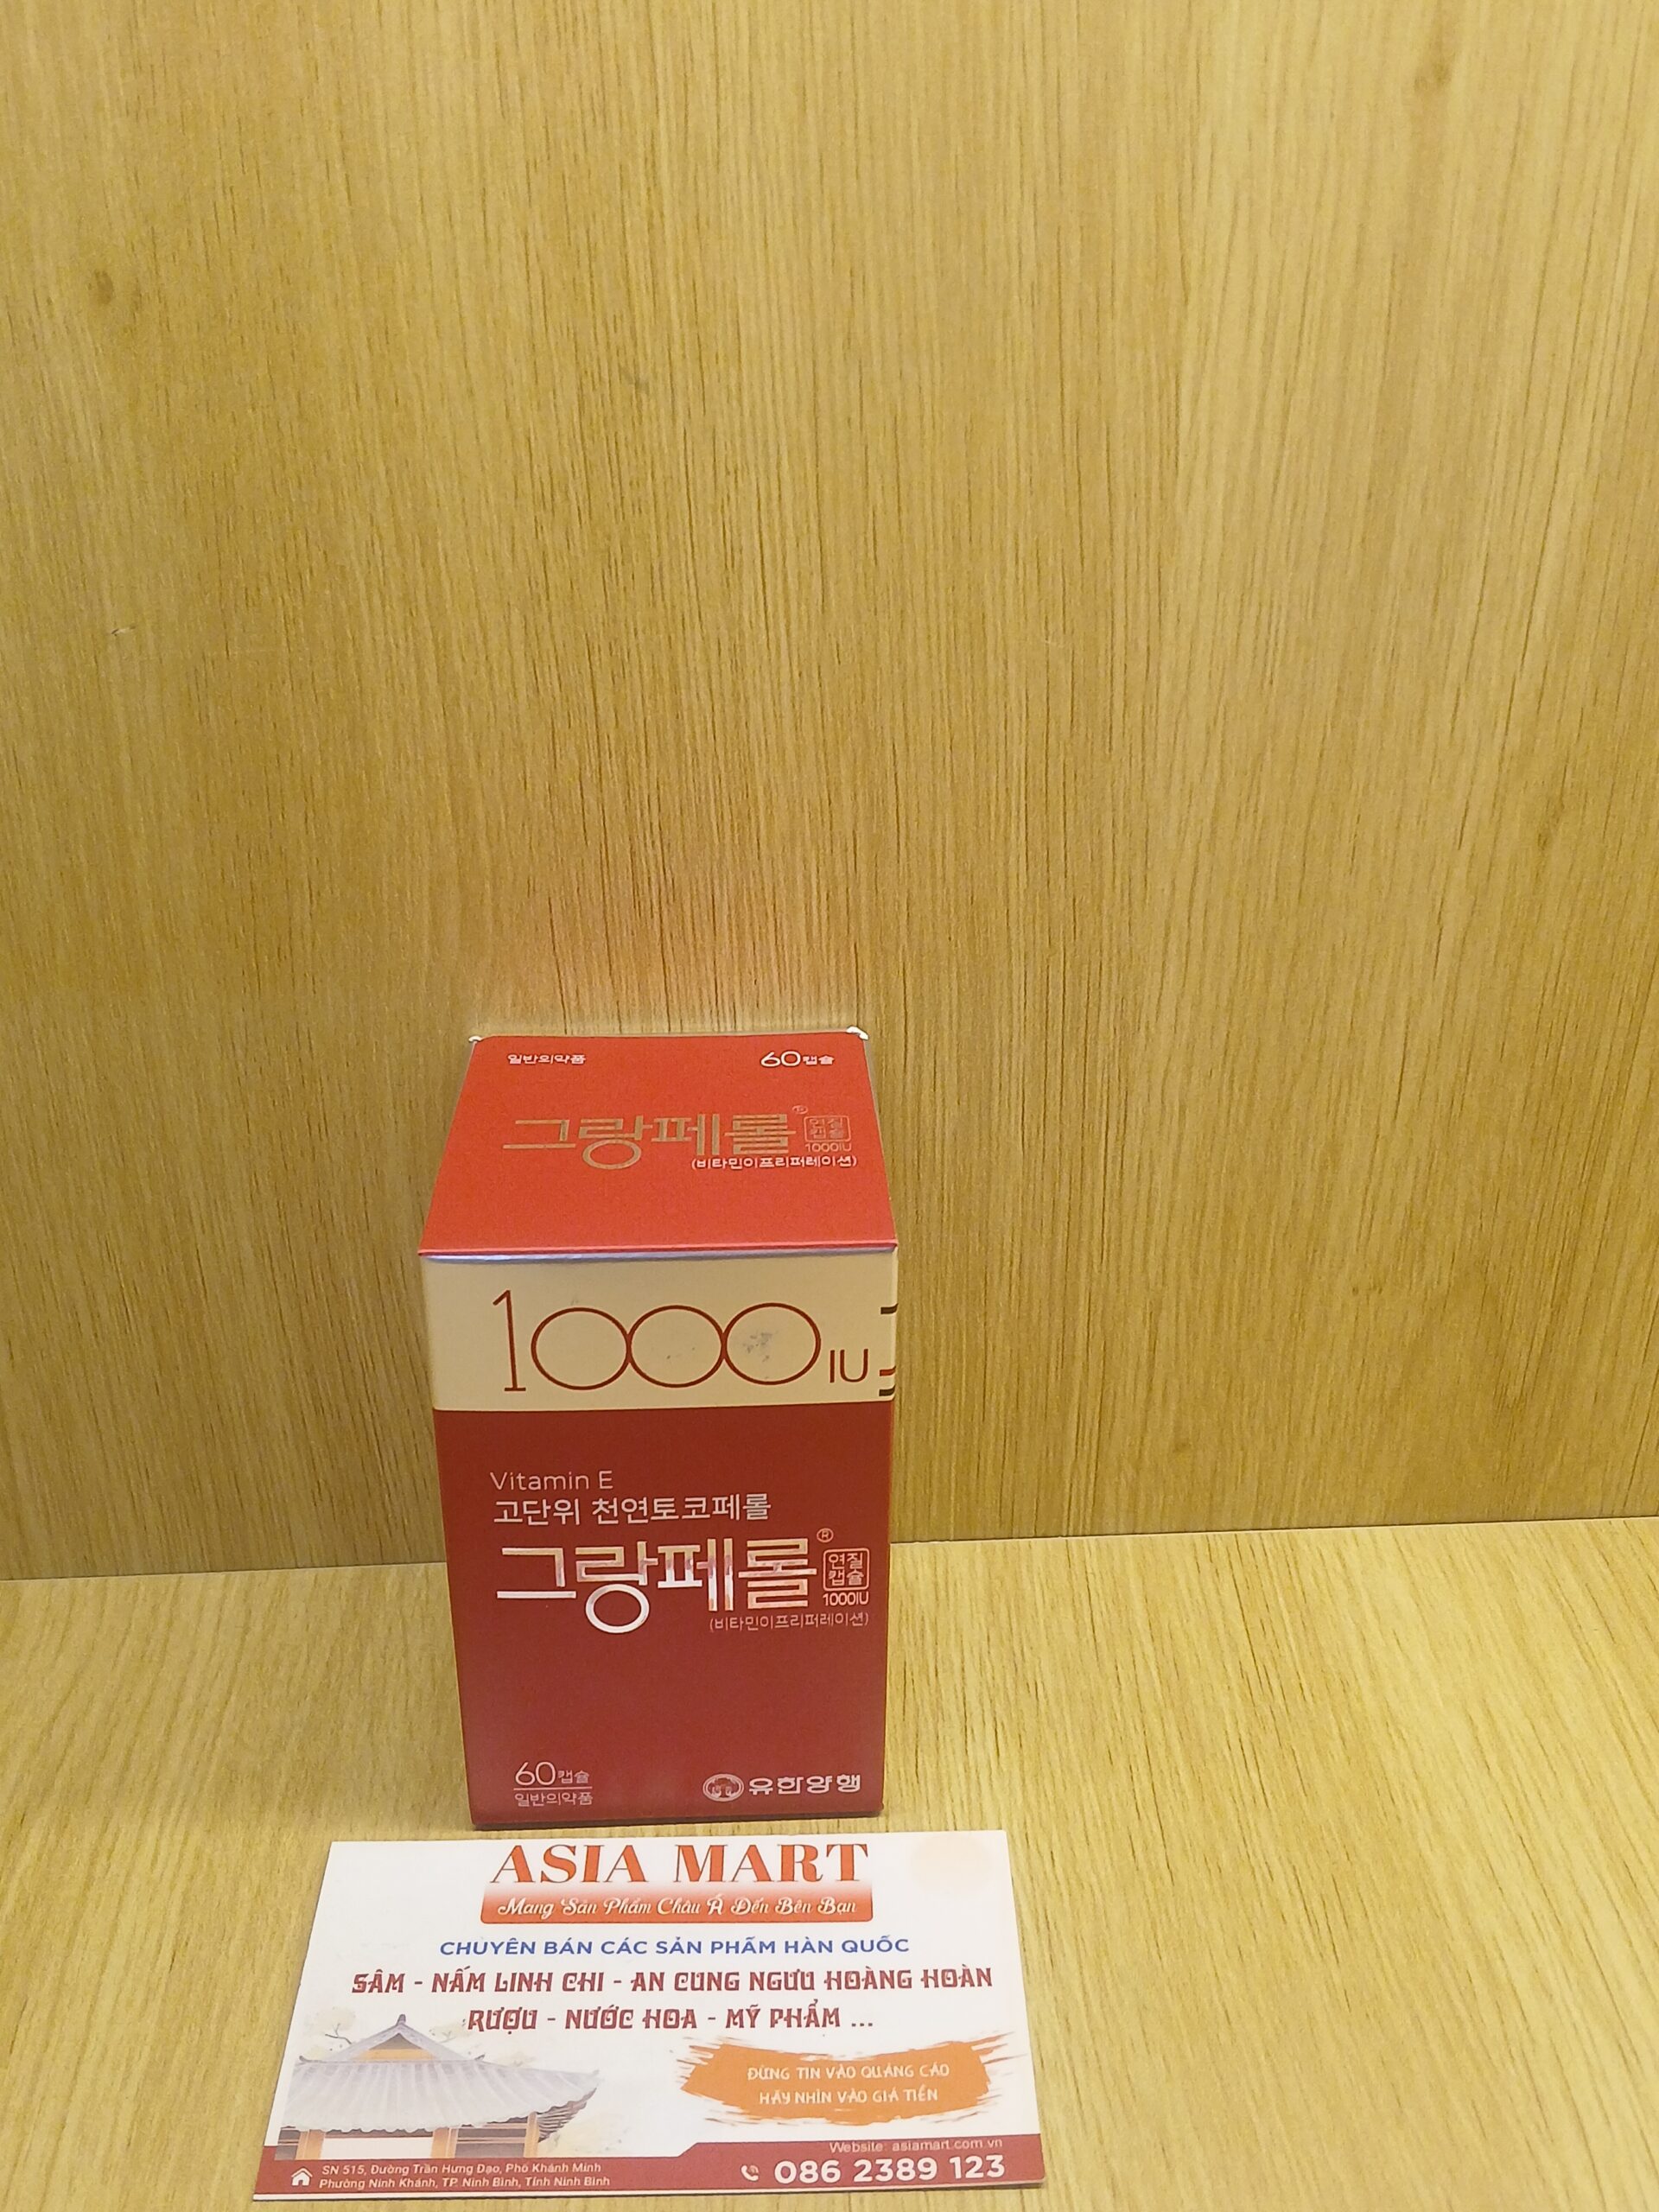 일반의약품 60캡슐
그랑페롤® 연질
캡슐
1000IU
(비타민이프리퍼레이션)
1000 IU
Vitamin E
고단위 천연토코페롤
그랑페롤® 연질
캡슐
1000IU
(비타민이프리퍼레이션)
60캡슐
일반의약품
유한양행
ASIA MART
Mang Sản Phẩm Châu Á Đến Bên Bạn
CHUYÊN BÁN CÁC SẢN PHẨM HÀN QUỐC
SÂM - NẤM LINH CHI - AN CUNG NGƯU HOÀNG HOÀN
RƯỢU - NƯỚC HOA - MỸ PHẨM ...
ĐỪNG TIN VÀO QUẢNG CÁO
HÃY NHÌN VÀO GIÁ TIỀN
Website: asiamart.com.vn
SN 515, Đường Trần Hưng Đạo, Phố Khánh Minh
Phường Ninh Khánh, TP. Ninh Bình, Tỉnh Ninh Bình
086 2389 123